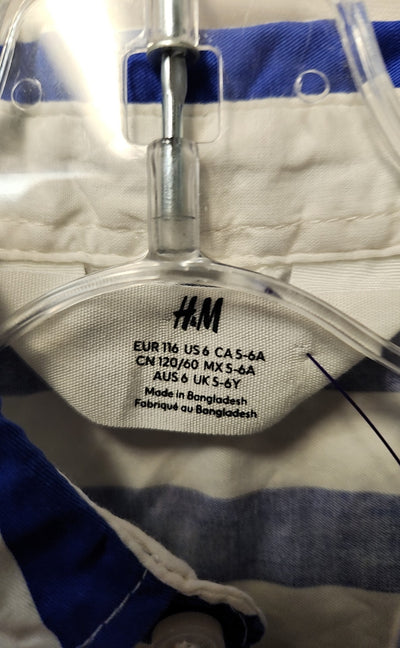 H&M
EUR 116 US 6 CA 5-6A
CN 120/60 MX 5-6A
AUS 6 UK 5-6Y
Made in Bangladesh
Fabriqué au Bangladesh